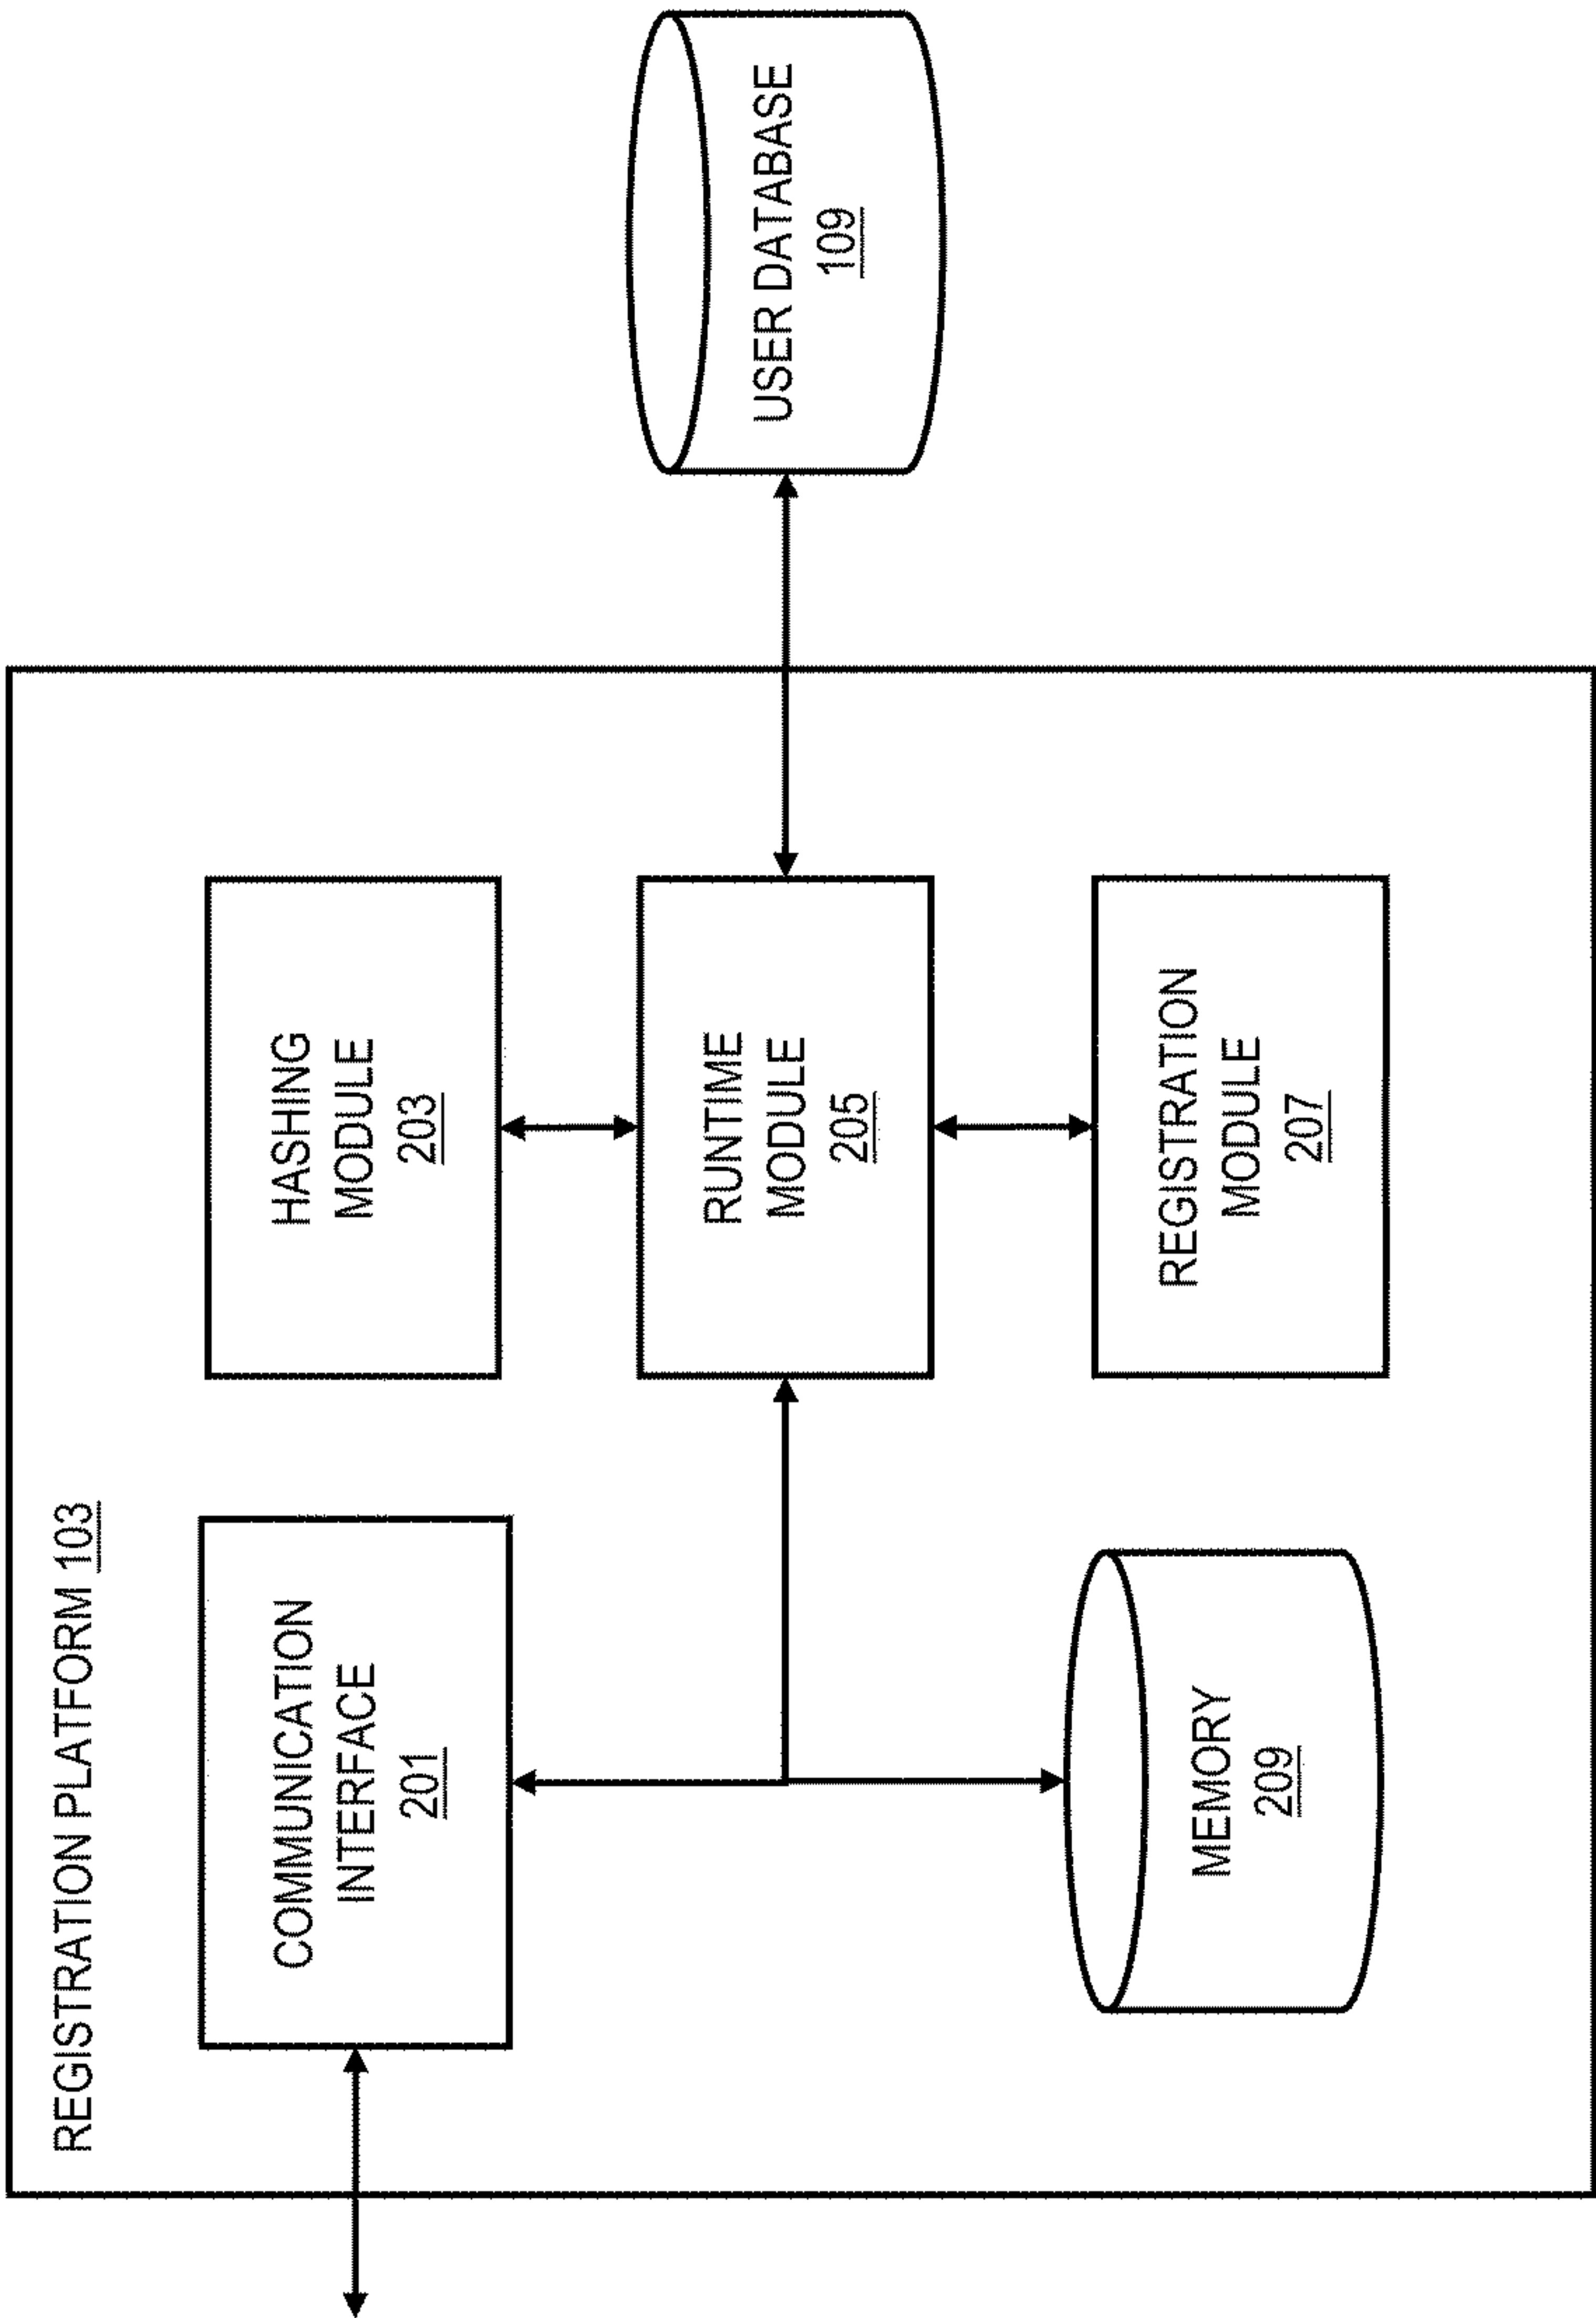 REGISTRATION PLATFORM 103
COMMUNICATION
INTERFACE
201
HASHING
MODULE
203
RUNTIME
MODULE
205
USER DATABASE
109
MEMORY
209
REGISTRATION
MODULE
207